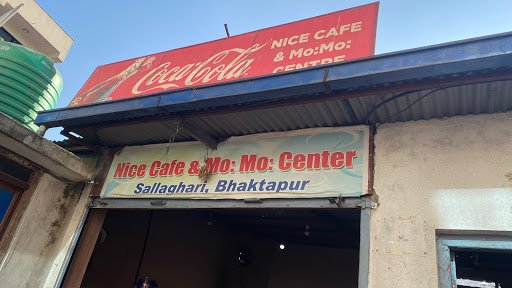 Coca-Cola
NICE CAFE
& Mo:Mo:
CENTRE
Nice Cafe & Mo: Mo: Center
Sallaghari, Bhaktapur